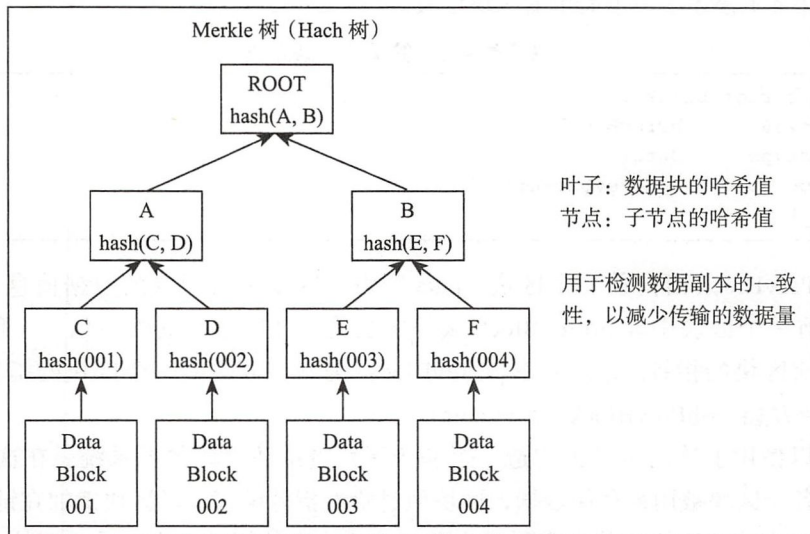 Merkle 树（Hach 树）
ROOT
hash(A, B)
A
hash(C, D)
B
hash(E, F)
叶子：数据块的哈希值
节点：子节点的哈希值
用于检测数据副本的一致
性，以减少传输的数据量
C
hash(001)
D
hash(002)
E
hash(003)
F
hash(004)
Data
Block
001
Data
Block
002
Data
Block
003
Data
Block
004